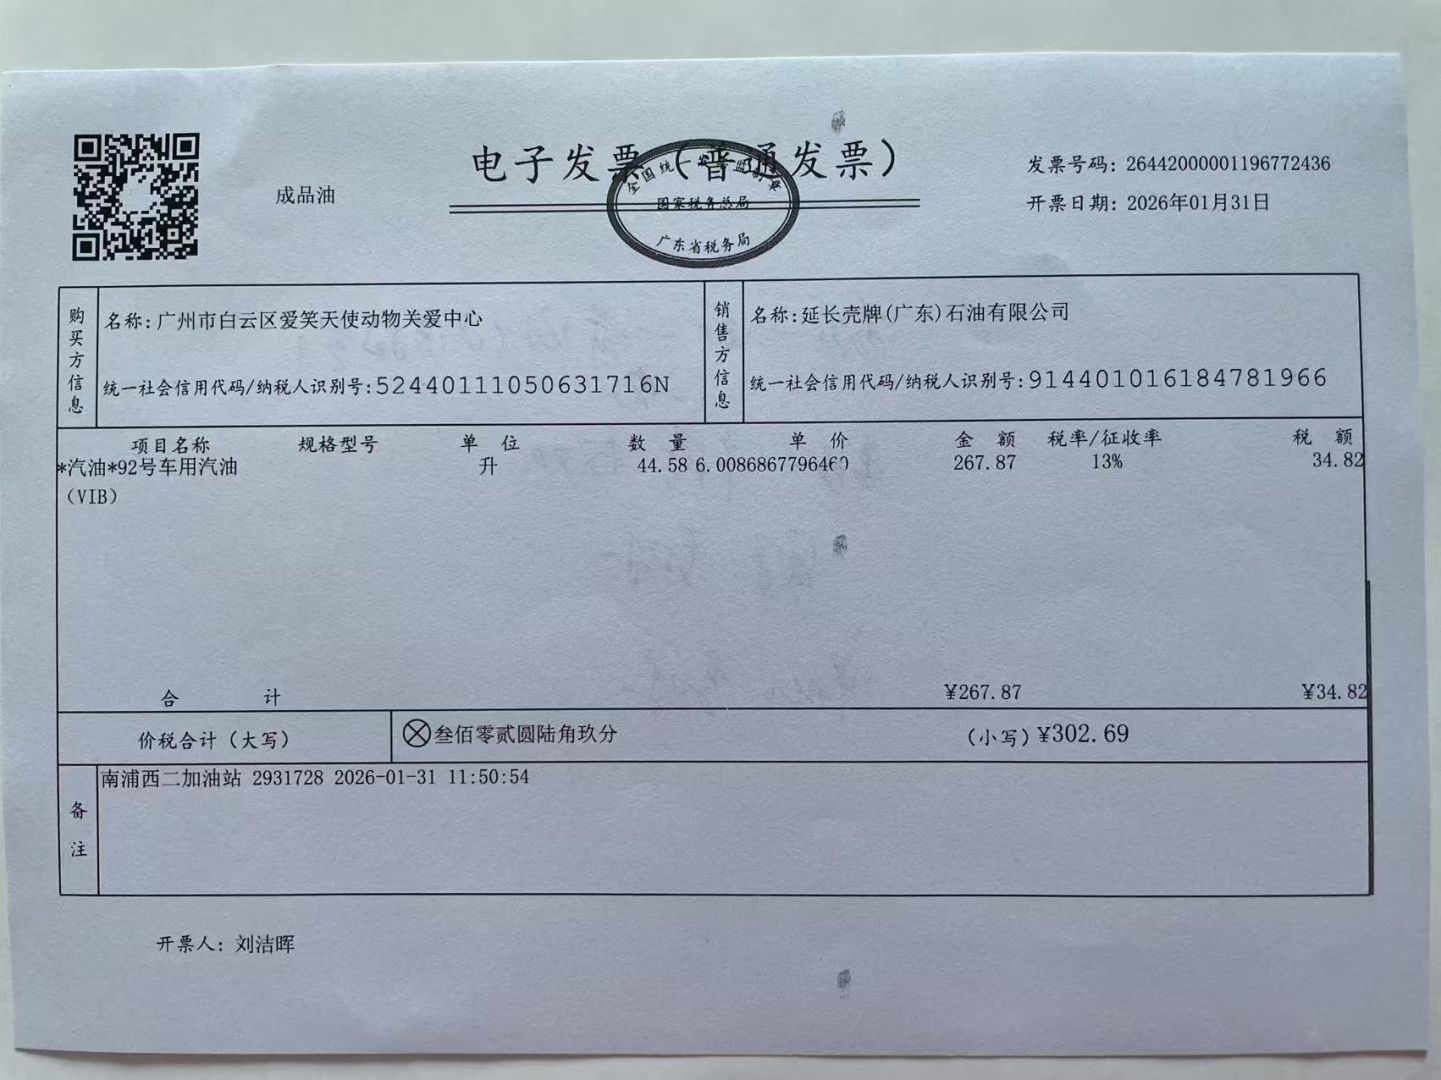 电子发票（普通发票）
全国统一发票监制章
国家税务总局
广东省税务局
成品油
发票号码: 26442000001196772436
开票日期: 2026年01月31日
购买方信息
名称: 广州市白云区爱笑天使动物关爱中心
统一社会信用代码/纳税人识别号: 52440111050631716N
销售方信息
名称: 延长壳牌(广东)石油有限公司
统一社会信用代码/纳税人识别号: 914401016184781966
项目名称 规格型号 单位 数量 单价 金额 税率/征收率 税额
*汽油*92号车用汽油 升 44.58 6.0086867796460 267.87 13% 34.82
（VIB）
合计 ¥267.87 ¥34.82
价税合计（大写） 叁佰零贰圆陆角玖分 （小写）¥302.69
备注
南浦西二加油站 2931728 2026-01-31 11:50:54
开票人: 刘洁晖